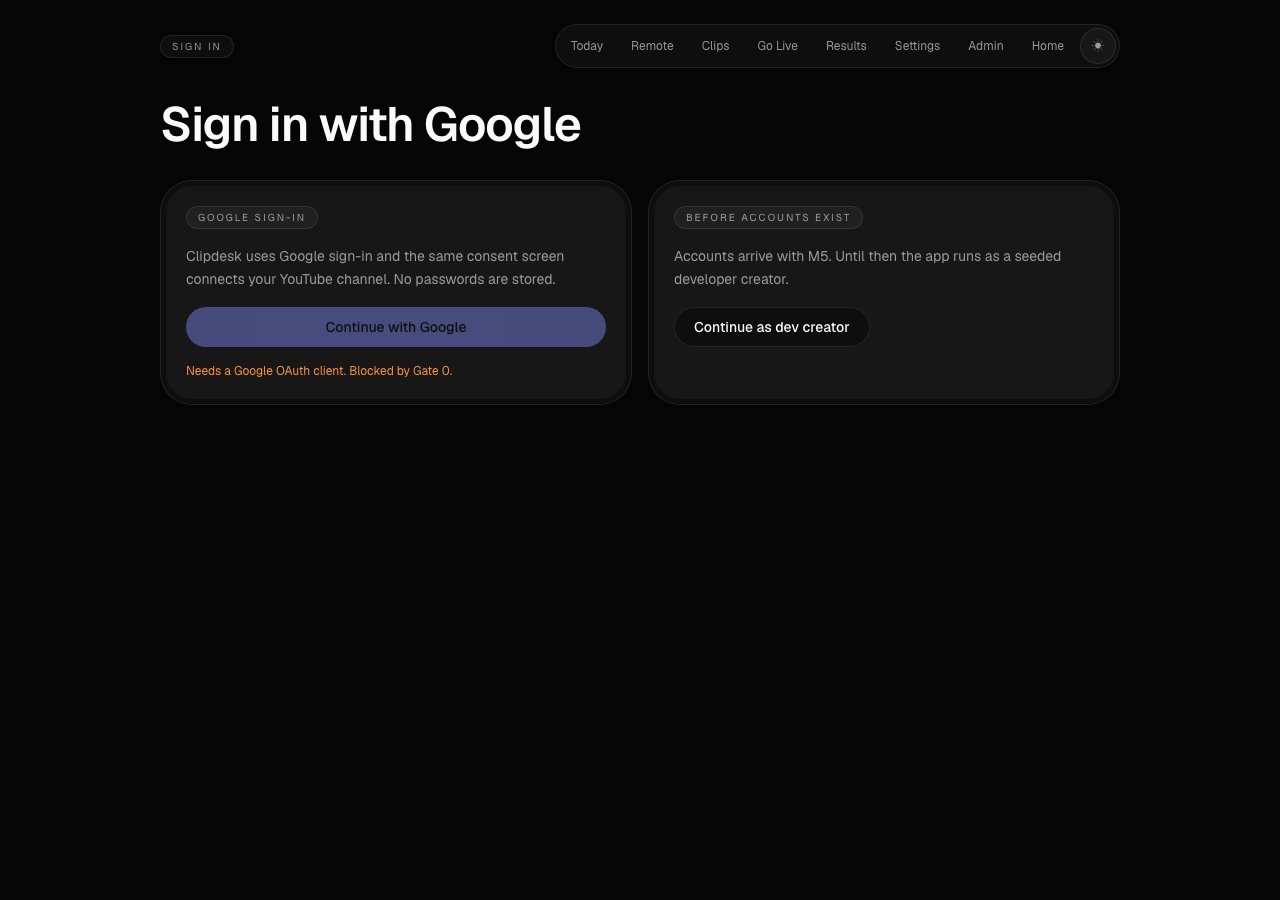 SIGN IN
Today Remote Clips Go Live Results Settings Admin Home
Sign in with Google
GOOGLE SIGN-IN
Clipdesk uses Google sign-in and the same consent screen
connects your YouTube channel. No passwords are stored.
Continue with Google
Needs a Google OAuth client. Blocked by Gate 0.
BEFORE ACCOUNTS EXIST
Accounts arrive with M5. Until then the app runs as a seeded
developer creator.
Continue as dev creator